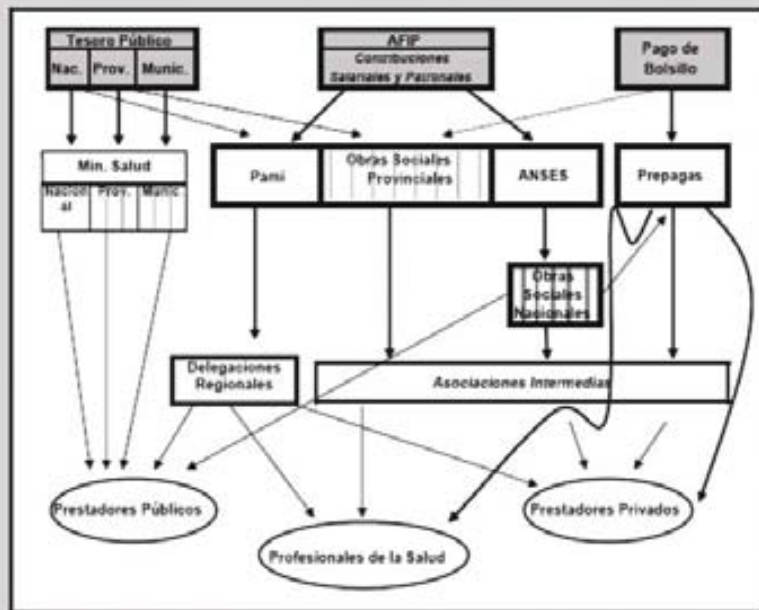 Tesoro Público
Nac. Prov. Munic.
AFIP
Contribuciones
Salariales y Patronales
Pago de
Bolsillo
Min. Salud
Nacion
al
Prov. Munic.
Pami
Obras Sociales
Provinciales
ANSES
Prepagas
Obras
Sociales
Nacionales
Delegaciones
Regionales
Asociaciones Intermedias
Prestadores Públicos
Profesionales de la Salud
Prestadores Privados